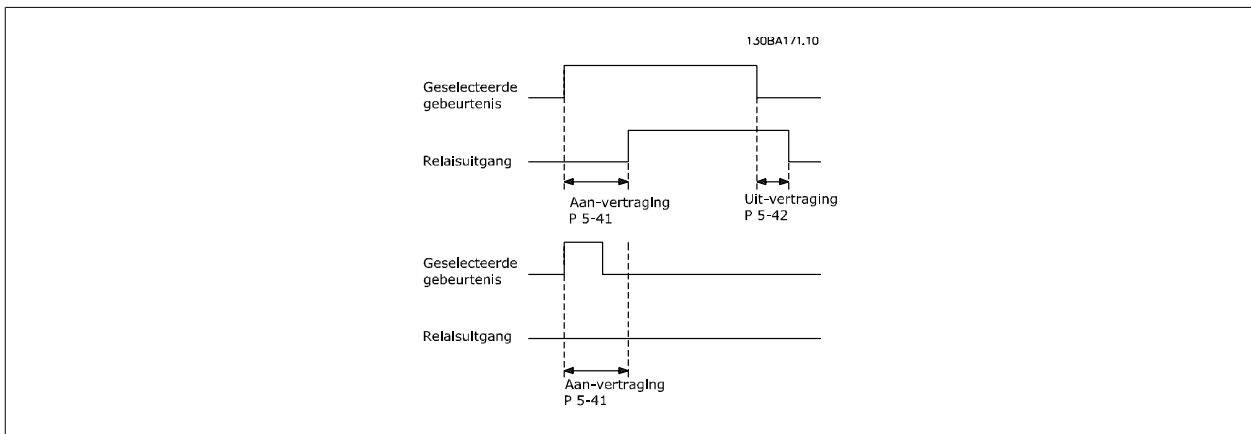 130BA171.10
Geselecteerde
gebeurtenis
Relaisuitgang
Aan-vertraging
P 5-41
Uit-vertraging
P 5-42
Geselecteerde
gebeurtenis
Relaisuitgang
Aan-vertraging
P 5-41